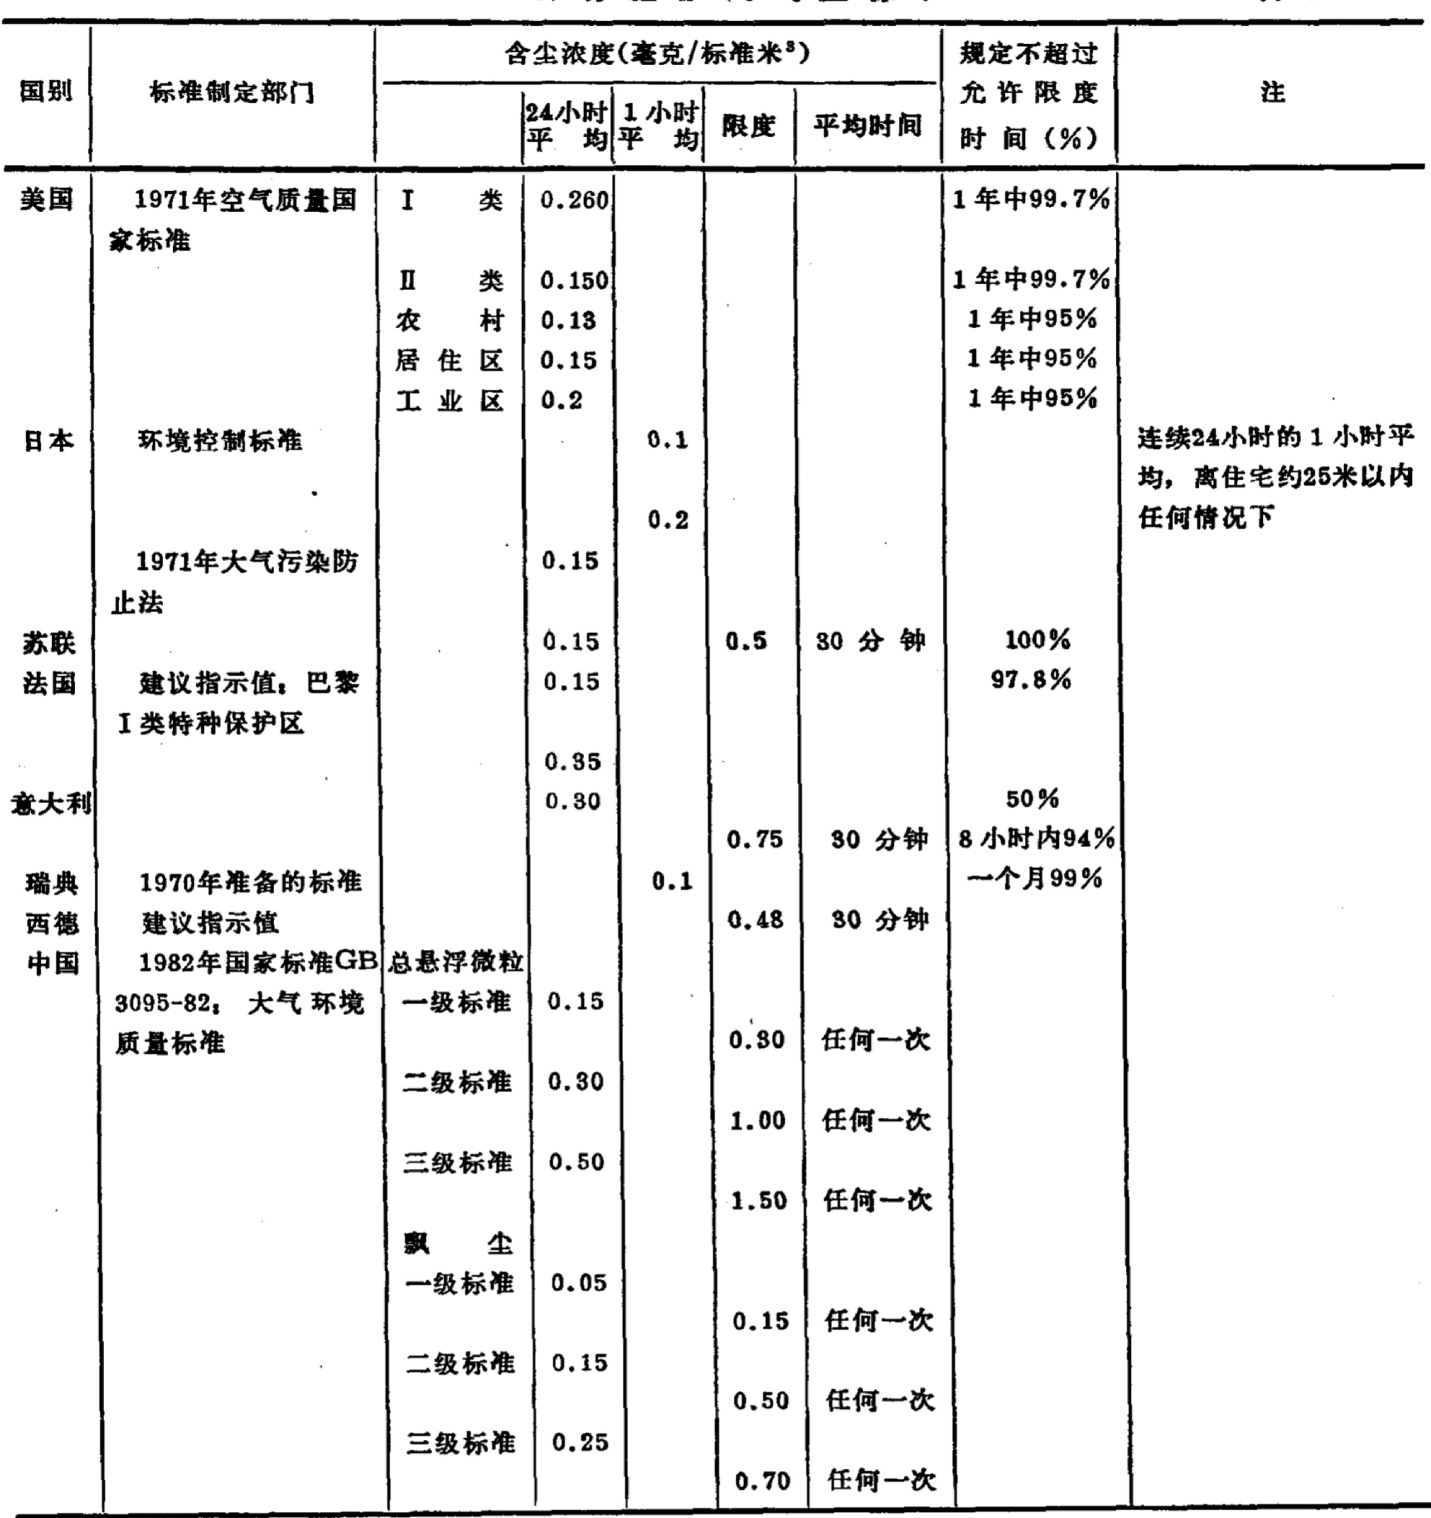 含尘浓度(毫克/标准米³) 规定不超过
国别 标准制定部门 允许限度 注
24小时 1小时 限度 平均时间
平均 平均 时间(%)
美国 1971年空气质量国 I类 0.260 1年中99.7%
家标准
II类 0.150 1年中99.7%
农村 0.13 1年中95%
居住区 0.15 1年中95%
工业区 0.2 1年中95%
日本 环境控制标准 0.1 连续24小时的1小时平
均,离住宅约25米以内
0.2 任何情况下
1971年大气污染防 0.15
止法
苏联 0.15 0.5 30分钟 100%
法国 建议指示值:巴黎 0.15 97.8%
I类特种保护区
0.35
意大利 0.30 50%
0.75 30分钟 8小时内94%
瑞典 1970年准备的标准 0.1 一个月99%
西德 建议指示值 0.48 30分钟
中国 1982年国家标准GB 总悬浮微粒
3095-82:大气环境 一级标准 0.15
质量标准 0.30 任何一次
二级标准 0.30
1.00 任何一次
三级标准 0.50
1.50 任何一次
飘尘
一级标准 0.05
0.15 任何一次
二级标准 0.15
0.50 任何一次
三级标准 0.25
0.70 任何一次